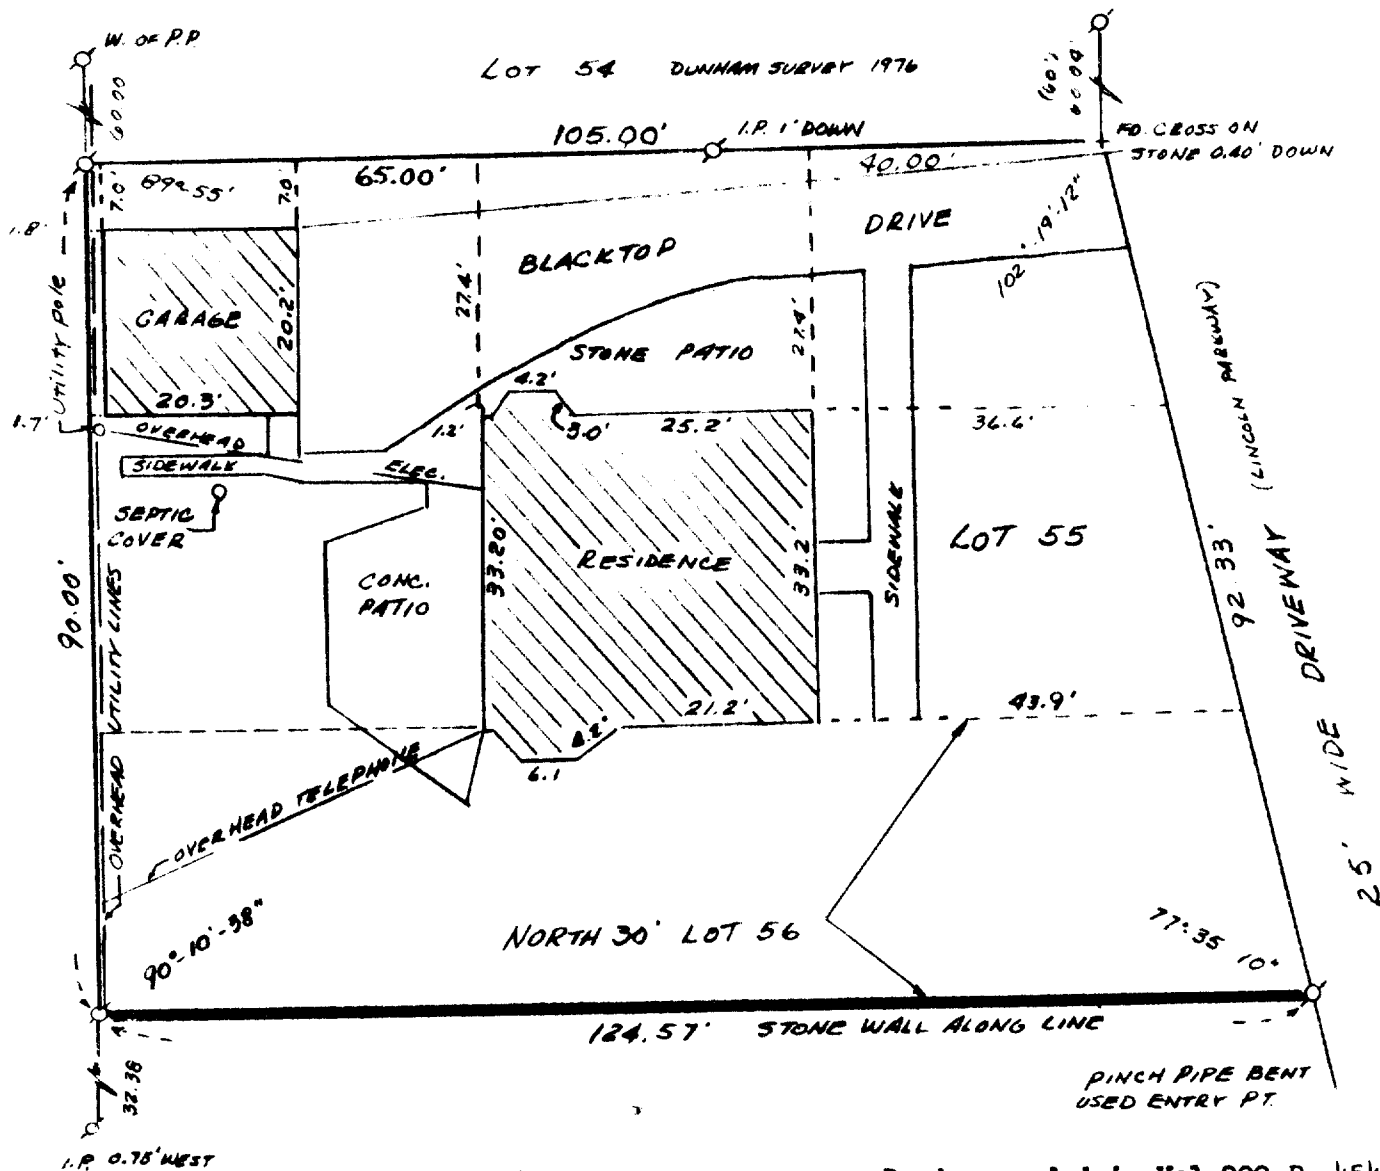 W. OF P.P.
LOT 54 DUNHAM SURVEY 1976
60.00
(60')
60.04
105.00'
I.P. 1' DOWN
FD. CROSS ON
STONE 0.40' DOWN
7.0'
89°-55'
7.0
65.00'
40.00'
1.8'
Utility Pole
BLACKTOP
DRIVE
102°-19'-12"
GARAGE
20.2'
27.4'
27.4'
STONE PATIO
(LINCOLN PARKWAY)
20.3'
4.2'
1.7'
OVERHEAD
1.2'
3.0'
25.2'
36.6'
SIDEWALK
ELEC.
SEPTIC
COVER
CONC.
PATIO
33.20'
RESIDENCE
33.2'
SIDEWALK
LOT 55
90.00'
92.33'
25' WIDE DRIVEWAY
OVERHEAD UTILITY LINES
21.2'
43.9'
6.1
OVERHEAD TELEPHONE
90°-10'-38"
NORTH 30' LOT 56
77°-35 10"
124.57' STONE WALL ALONG LINE
32.38
PINCH PIPE BENT
USED ENTRY PT.
I.P. 0.75' WEST